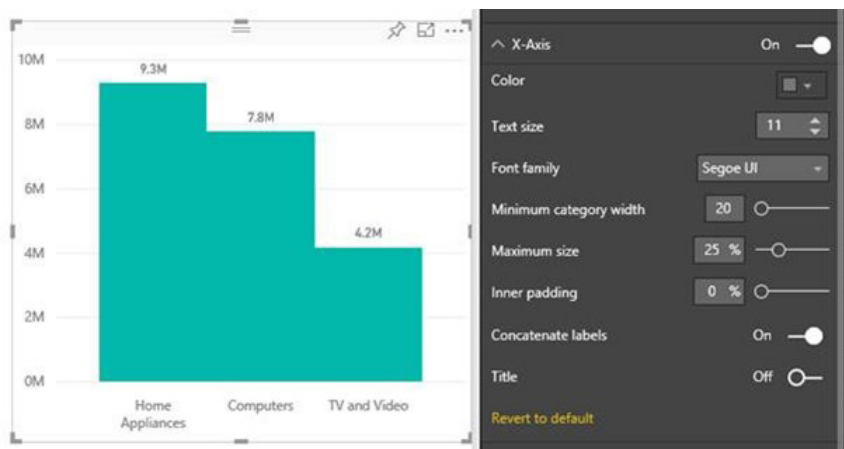 10M
9.3M
8M
7.8M
6M
4.2M
4M
2M
0M
Home
Appliances
Computers
TV and Video
X-Axis On
Color
Text size 11
Font family Segoe UI
Minimum category width 20
Maximum size 25 %
Inner padding 0 %
Concatenate labels On
Title Off
Revert to default